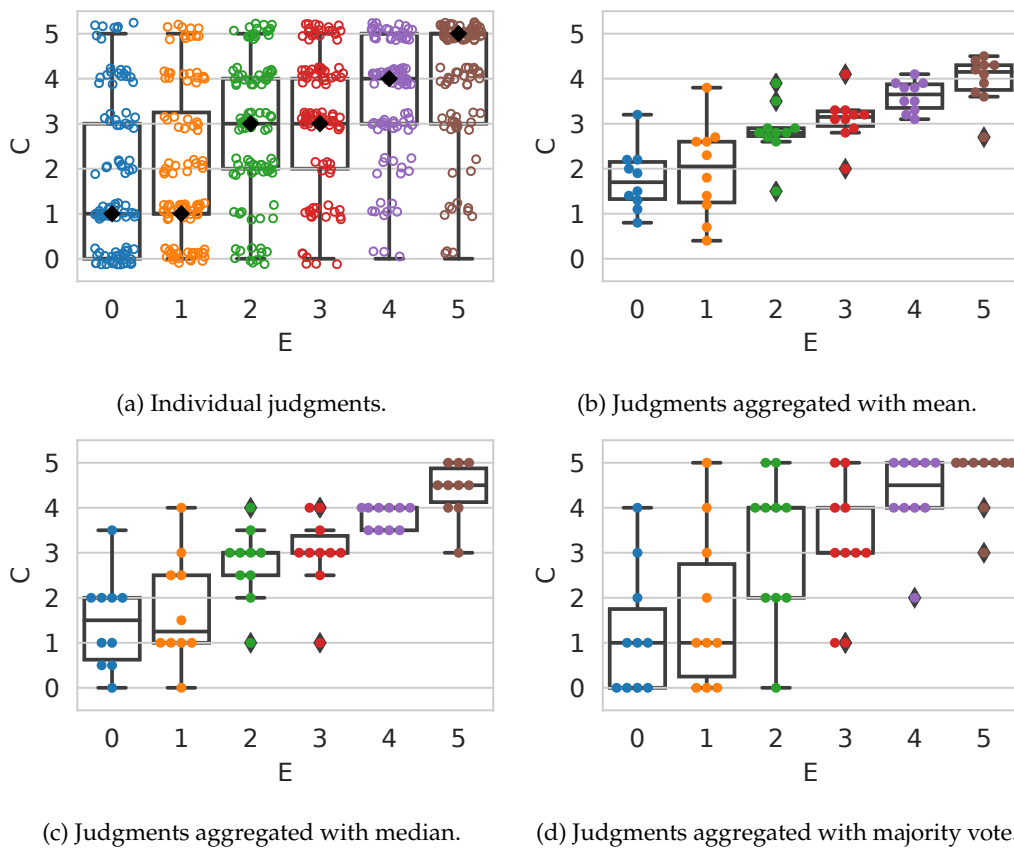 5
4
3
2
1
0
C
0 1 2 3 4 5
E
(a) Individual judgments.
5
4
3
2
1
0
C
0 1 2 3 4 5
E
(b) Judgments aggregated with mean.
5
4
3
2
1
0
C
0 1 2 3 4 5
E
(c) Judgments aggregated with median.
5
4
3
2
1
0
C
0 1 2 3 4 5
E
(d) Judgments aggregated with majority vote.